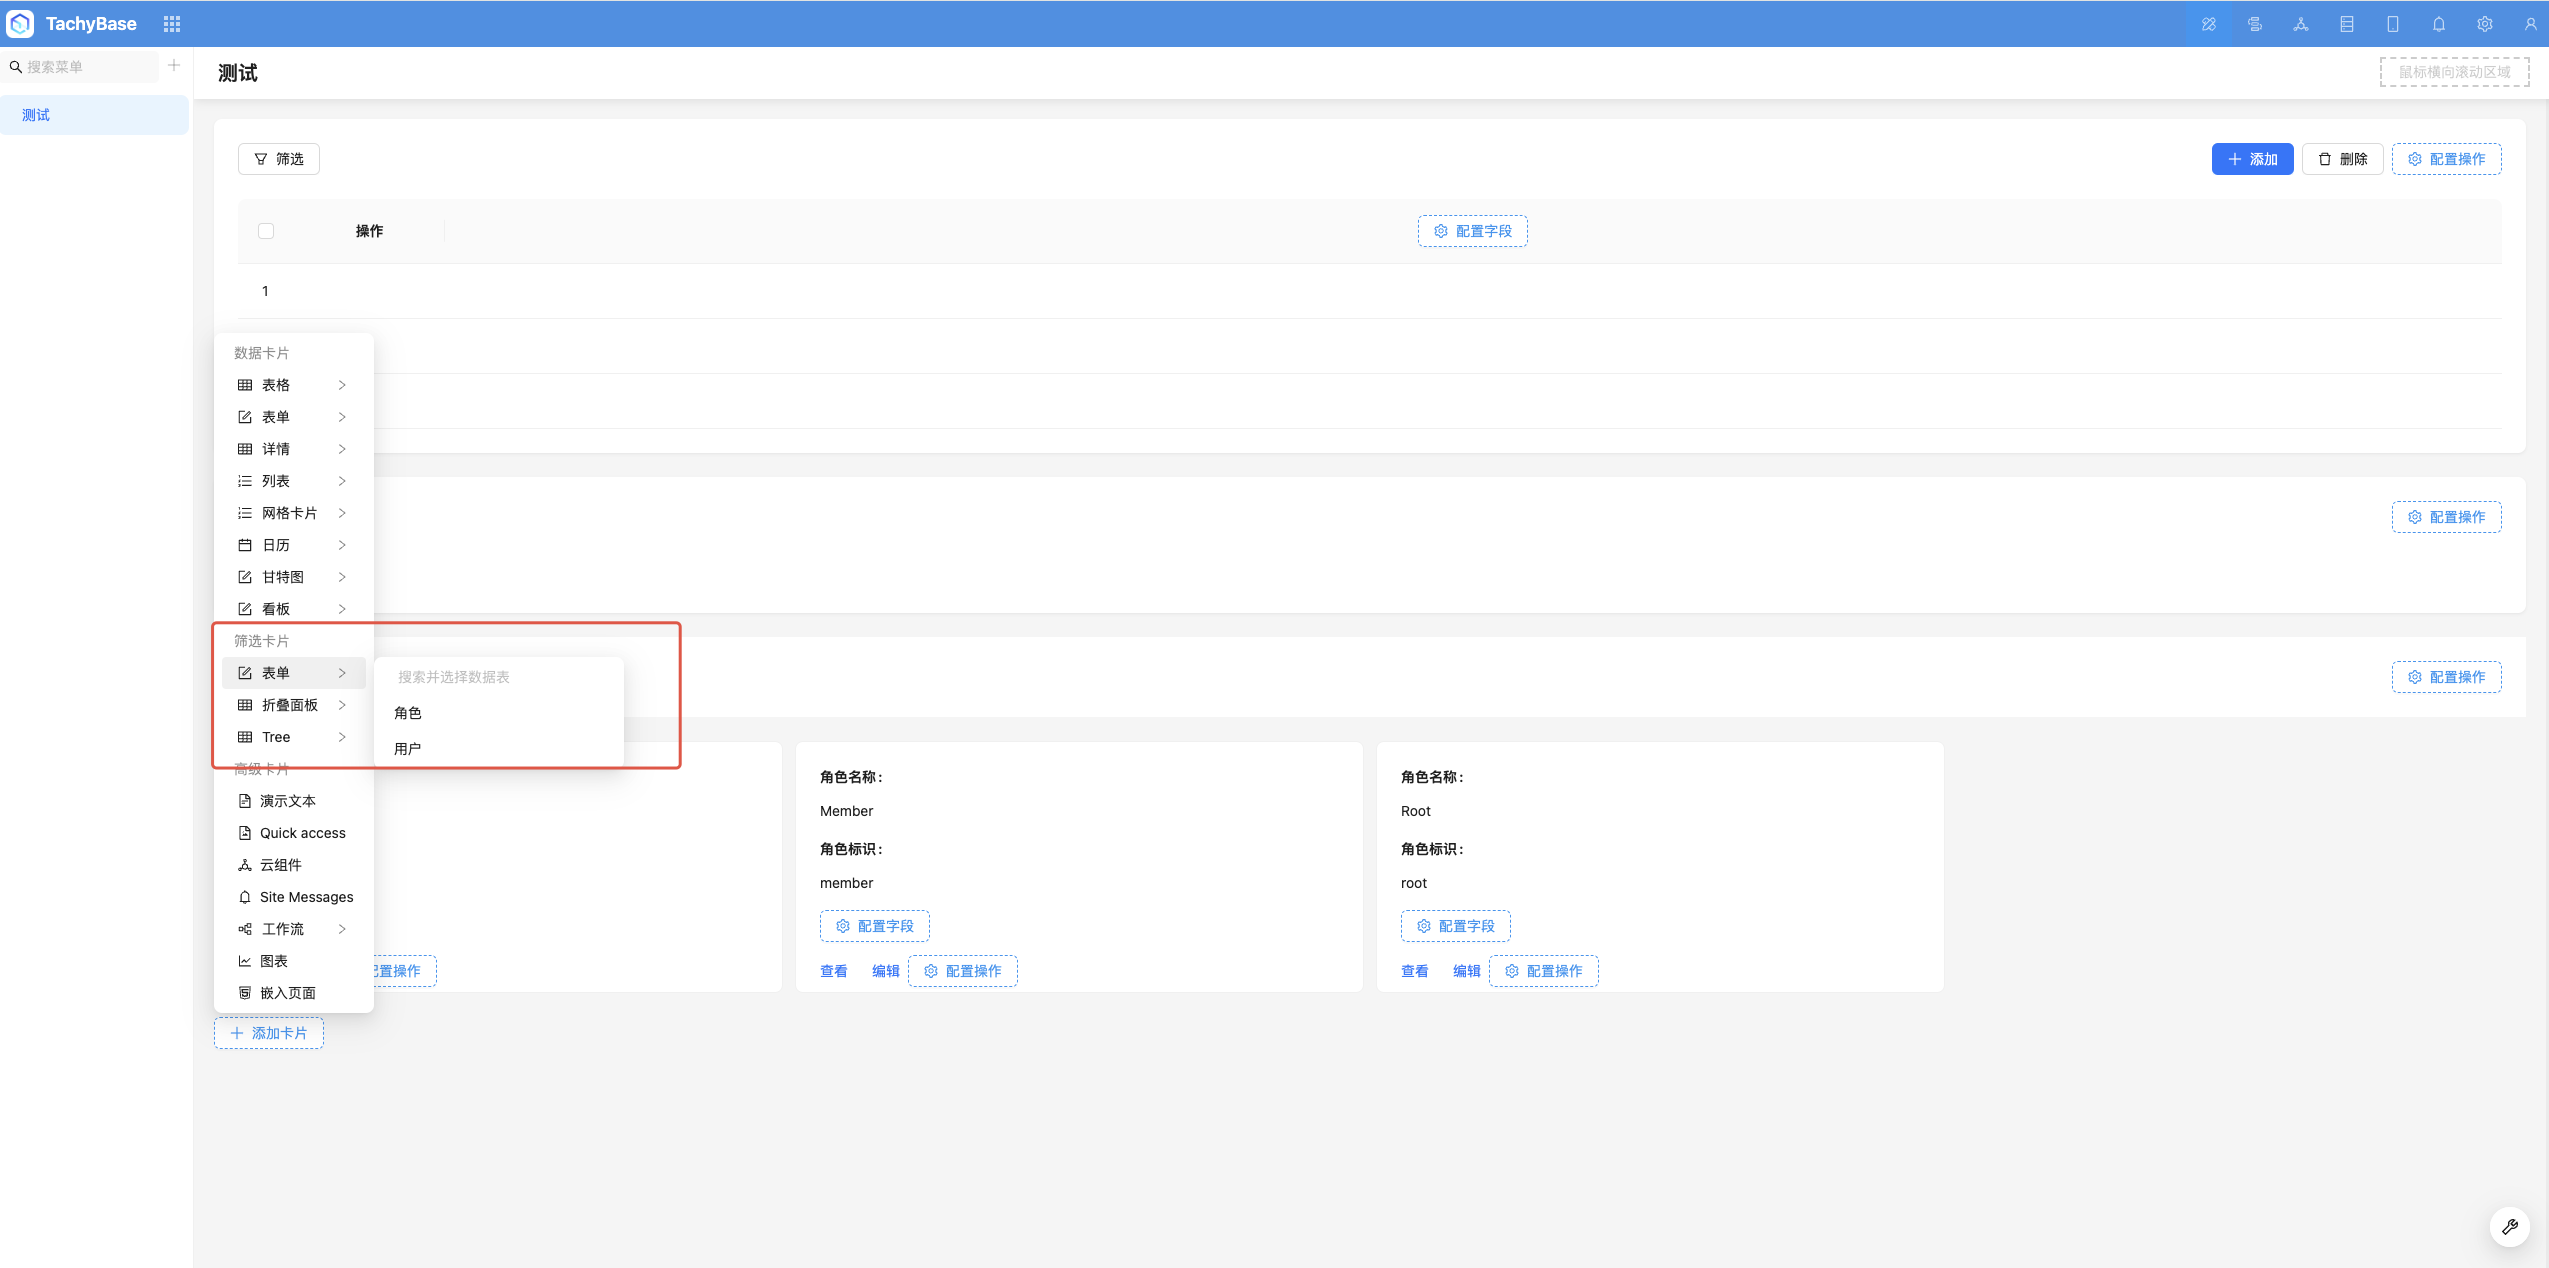 TachyBase
搜索菜单
测试
测试
鼠标横向滚动区域
筛选
添加
删除
配置操作
操作
配置字段
1
数据卡片
表格
表单
详情
列表
网格卡片
日历
甘特图
看板
筛选卡片
表单
折叠面板
Tree
高级卡片
演示文本
Quick access
云组件
Site Messages
工作流
图表
嵌入页面
搜索并选择数据表
角色
用户
配置操作
配置操作
配置操作
角色名称：
Member
角色标识：
member
配置字段
查看 编辑 配置操作
角色名称：
Root
角色标识：
root
配置字段
查看 编辑 配置操作
添加卡片